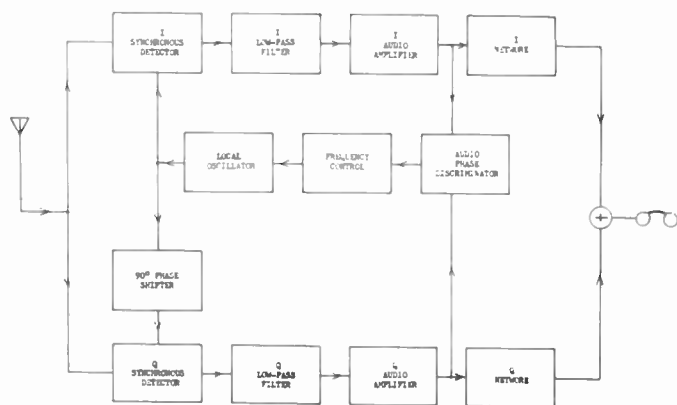 I
SYNCHRONOUS
DETECTOR
I
LOW-PASS
FILTER
I
AUDIO
AMPLIFIER
I
NETWORK
LOCAL
OSCILLATOR
FREQUENCY
CONTROL
AUDIO
PHASE
DISCRIMINATOR
90° PHASE
SHIFTER
Q
SYNCHRONOUS
DETECTOR
Q
LOW-PASS
FILTER
Q
AUDIO
AMPLIFIER
Q
NETWORK
+